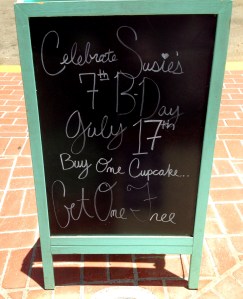 Celebrate Susie's
7th B-Day
July 17th
Buy One Cupcake...
Get One Free